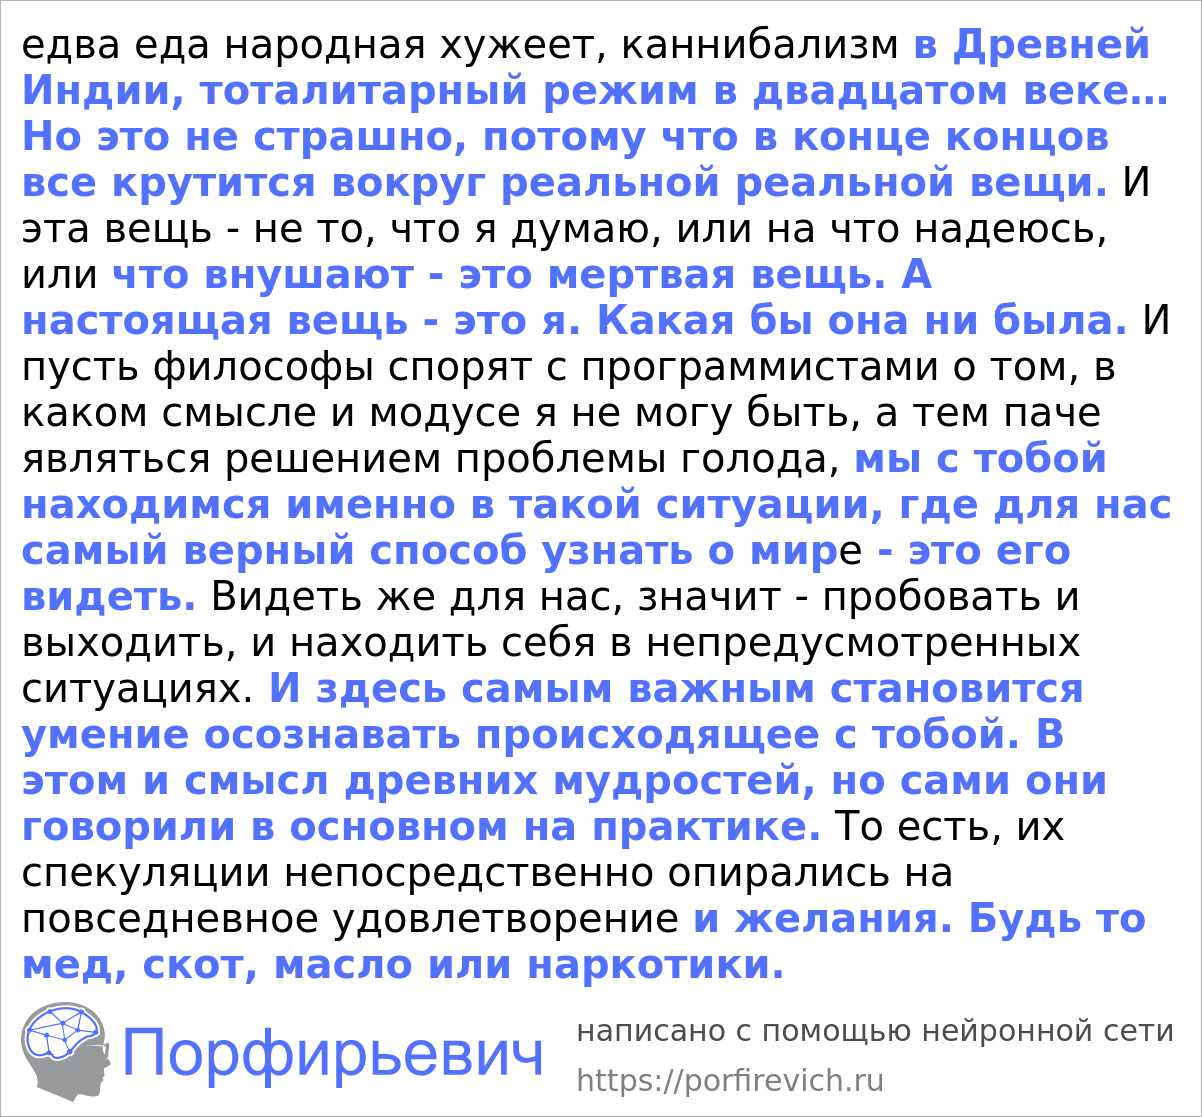 едва еда народная хужеет, каннибализм в Древней
Индии, тоталитарный режим в двадцатом веке...
Но это не страшно, потому что в конце концов
все крутится вокруг реальной реальной вещи. И
эта вещь - не то, что я думаю, или на что надеюсь,
или что внушают - это мертвая вещь. А
настоящая вещь - это я. Какая бы она ни была. И
пусть философы спорят с программистами о том, в
каком смысле и модусе я не могу быть, а тем паче
являться решением проблемы голода, мы с тобой
находимся именно в такой ситуации, где для нас
самый верный способ узнать о мире - это его
видеть. Видеть же для нас, значит - пробовать и
выходить, и находить себя в непредусмотренных
ситуациях. И здесь самым важным становится
умение осознавать происходящее с тобой. В
этом и смысл древних мудростей, но сами они
говорили в основном на практике. То есть, их
спекуляции непосредственно опирались на
повседневное удовлетворение и желания. Будь то
мед, скот, масло или наркотики.
Порфирьевич
написано с помощью нейронной сети
https://porfirevich.ru